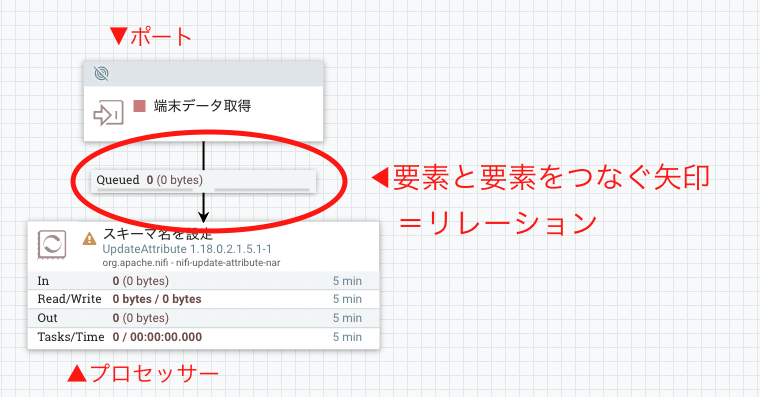 ▼ポート
端末データ取得
Queued 0 (0 bytes)
◀要素と要素をつなぐ矢印
＝リレーション
スキーマ名を設定
UpdateAttribute 1.18.0.2.1.5.1-1
org.apache.nifi - nifi-update-attribute-nar
In 0 (0 bytes) 5 min
Read/Write 0 bytes / 0 bytes 5 min
Out 0 (0 bytes) 5 min
Tasks/Time 0 / 00:00:00.000 5 min
▲プロセッサー